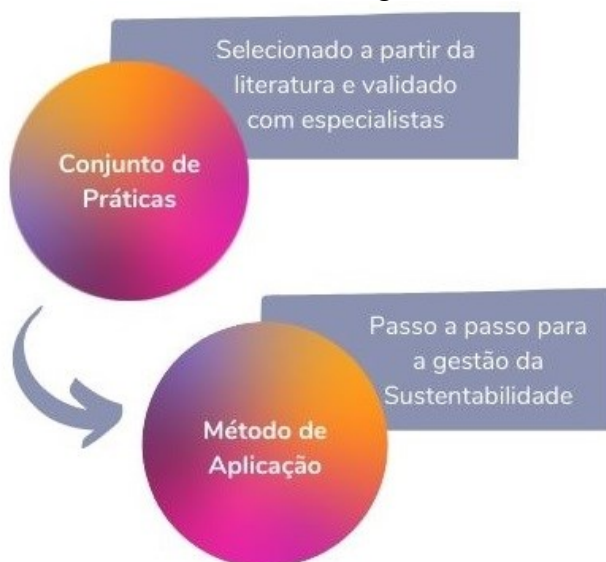 Selecionado a partir da
literatura e validado
com especialistas
Conjunto de
Práticas
Passo a passo para
a gestão da
Sustentabilidade
Método de
Aplicação